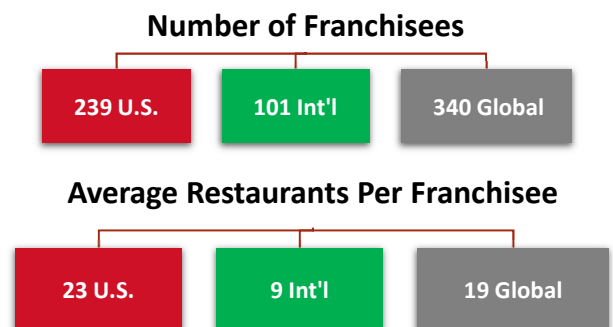 Number of Franchisees
239 U.S.
101 Int'l
340 Global
Average Restaurants Per Franchisee
23 U.S.
9 Int'l
19 Global